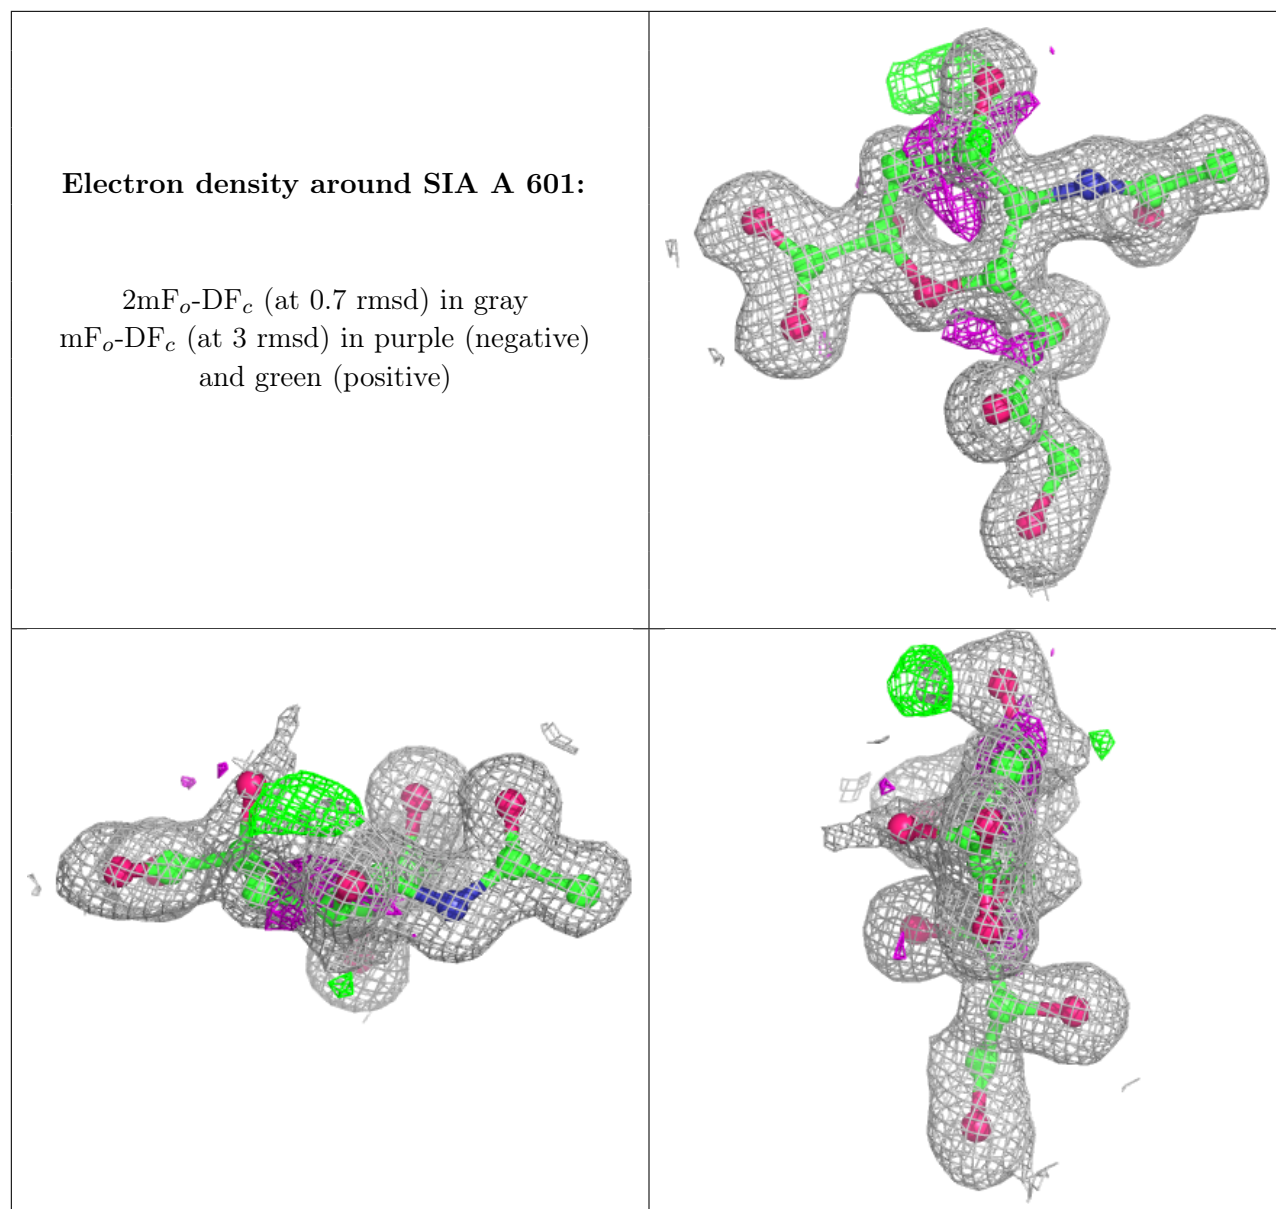 Electron density around SIA A 601:
2mFo-DFc (at 0.7 rmsd) in gray
mFo-DFc (at 3 rmsd) in purple (negative)
and green (positive)